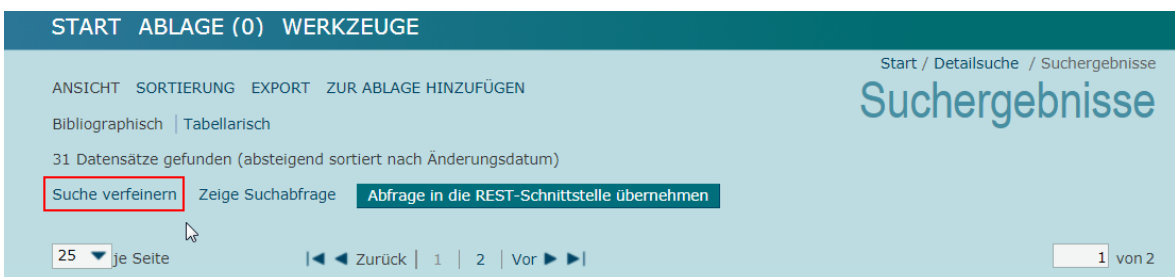 START ABLAGE (0) WERKZEUGE
Start / Detailsuche / Suchergebnisse
ANSICHT SORTIERUNG EXPORT ZUR ABLAGE HINZUFÜGEN
Suchergebnisse
Bibliographisch | Tabellarisch
31 Datensätze gefunden (absteigend sortiert nach Änderungsdatum)
Suche verfeinern Zeige Suchabfrage Abfrage in die REST-Schnittstelle übernehmen
25 je Seite Zurück | 1 | 2 | Vor 1 von 2